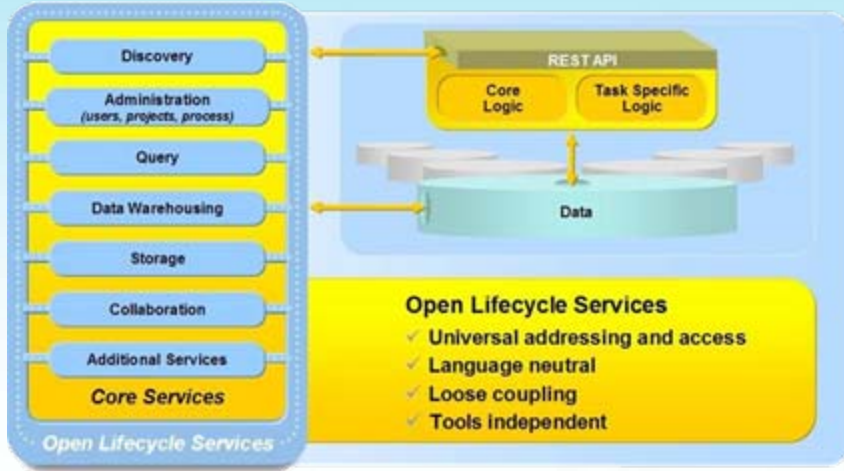 Discovery
Administration
(users, projects, process)
Query
Data Warehousing
Storage
Collaboration
Additional Services
Core Services
Open Lifecycle Services
REST API
Core
Logic
Task Specific
Logic
Data
Open Lifecycle Services
✓ Universal addressing and access
✓ Language neutral
✓ Loose coupling
✓ Tools independent